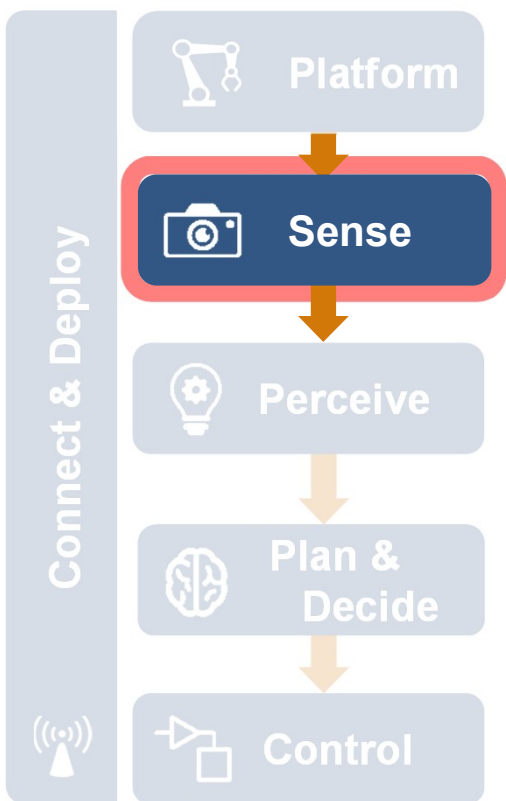 Connect & Deploy
Platform
Sense
Perceive
Plan &
Decide
Control